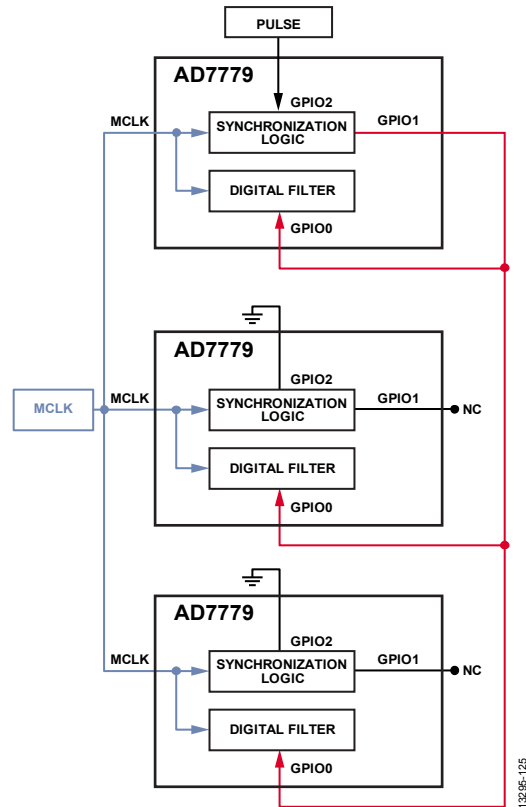 PULSE
AD7779
MCLK
GPIO2
SYNCHRONIZATION
LOGIC
GPIO1
DIGITAL FILTER
GPIO0
AD7779
MCLK
MCLK
GPIO2
SYNCHRONIZATION
LOGIC
GPIO1
NC
DIGITAL FILTER
GPIO0
AD7779
MCLK
GPIO2
SYNCHRONIZATION
LOGIC
GPIO1
NC
DIGITAL FILTER
GPIO0
13295-125